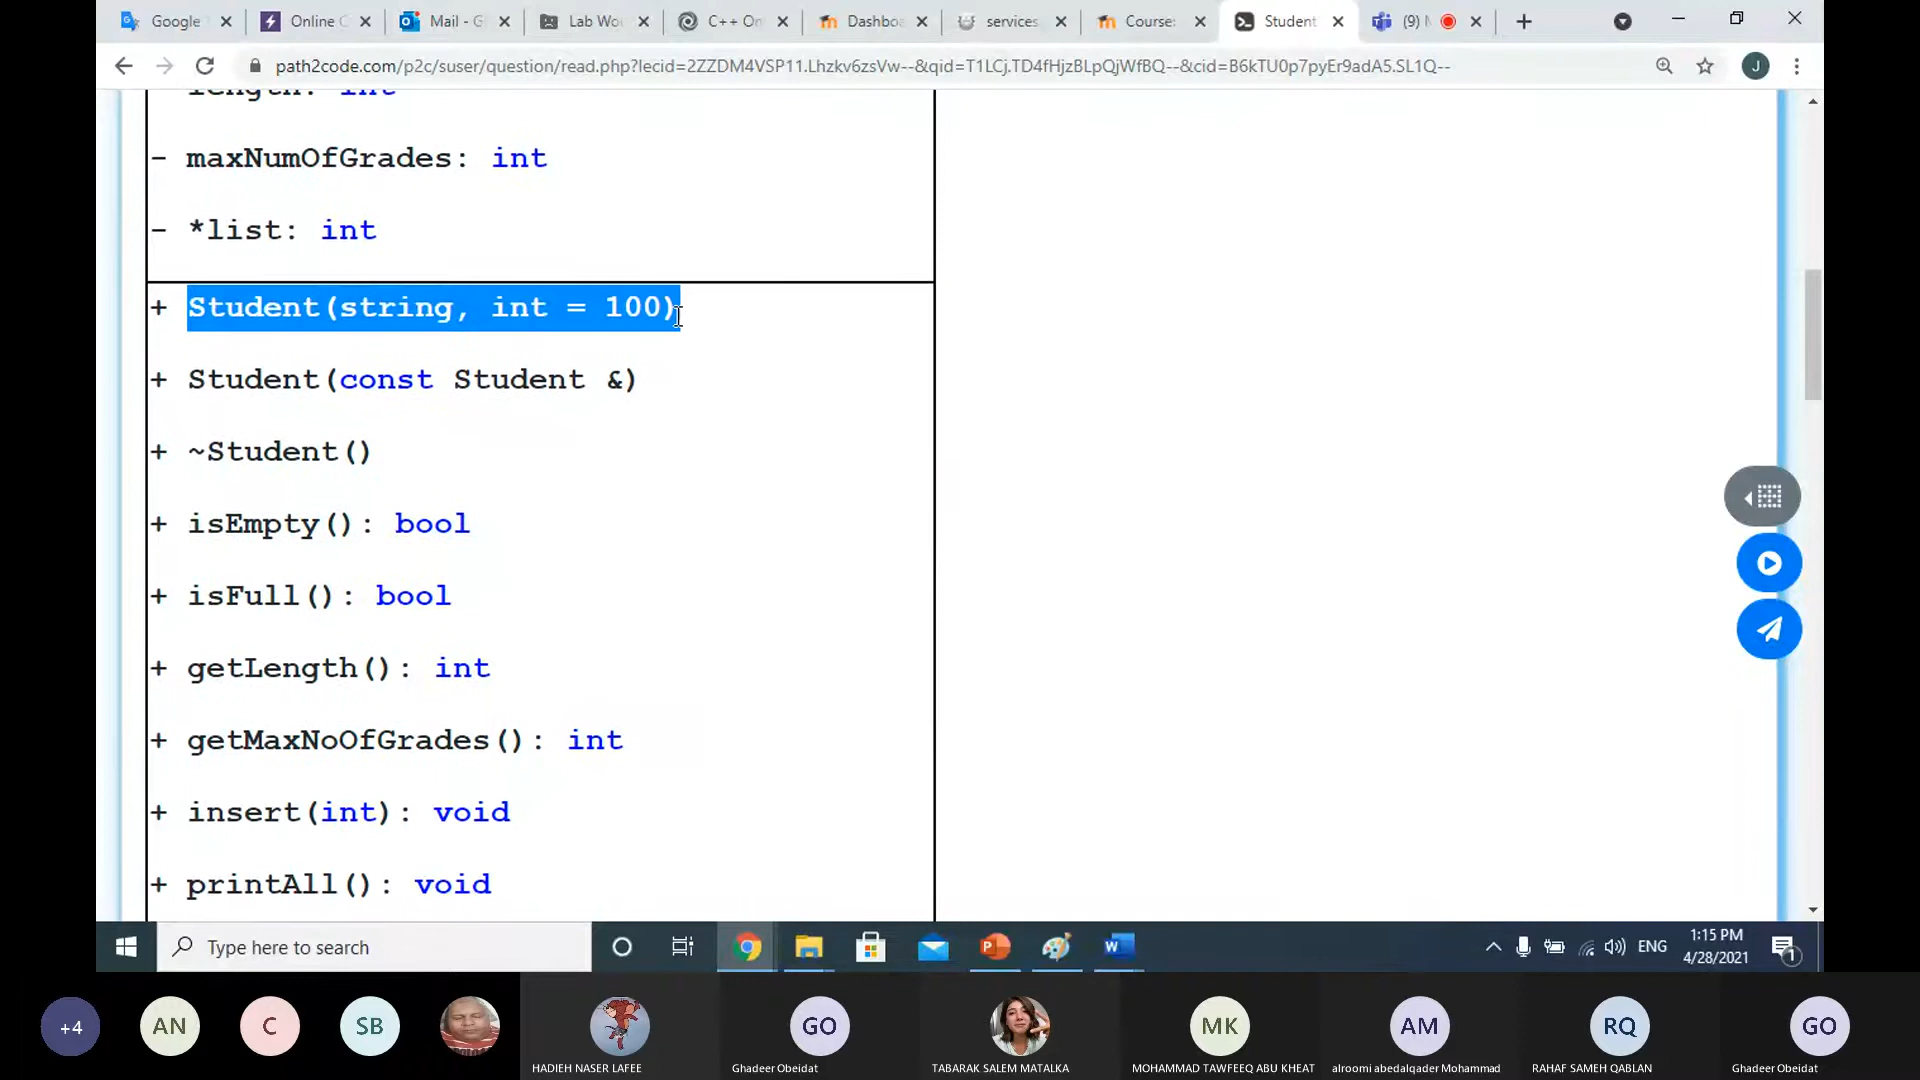 Google
Online C
Mail - G
Lab Wo
C++ On
Dashbo
services
Course
Student
(9)
path2code.com/p2c/suser/question/read.php?lecid=2ZZDM4VSP11.Lhzkv6zsVw--&qid=T1LCj.TD4fHjzBLpQjWfBQ--&cid=B6kTU0p7pyEr9adA5.SL1Q--
J
length: int
- maxNumOfGrades: int
- *list: int
+ Student(string, int = 100)
+ Student(const Student &)
+ ~Student()
+ isEmpty(): bool
+ isFull(): bool
+ getLength(): int
+ getMaxNoOfGrades(): int
+ insert(int): void
+ printAll(): void
Type here to search
ENG
1:15 PM
4/28/2021
1
+4
AN
C
SB
GO
MK
AM
RQ
GO
HADIEH NASER LAFEE
Ghadeer Obeidat
TABARAK SALEM MATALKA
MOHAMMAD TAWFEEQ ABU KHEAT
alroomi abedalqader Mohammad
RAHAF SAMEH QABLAN
Ghadeer Obeidat